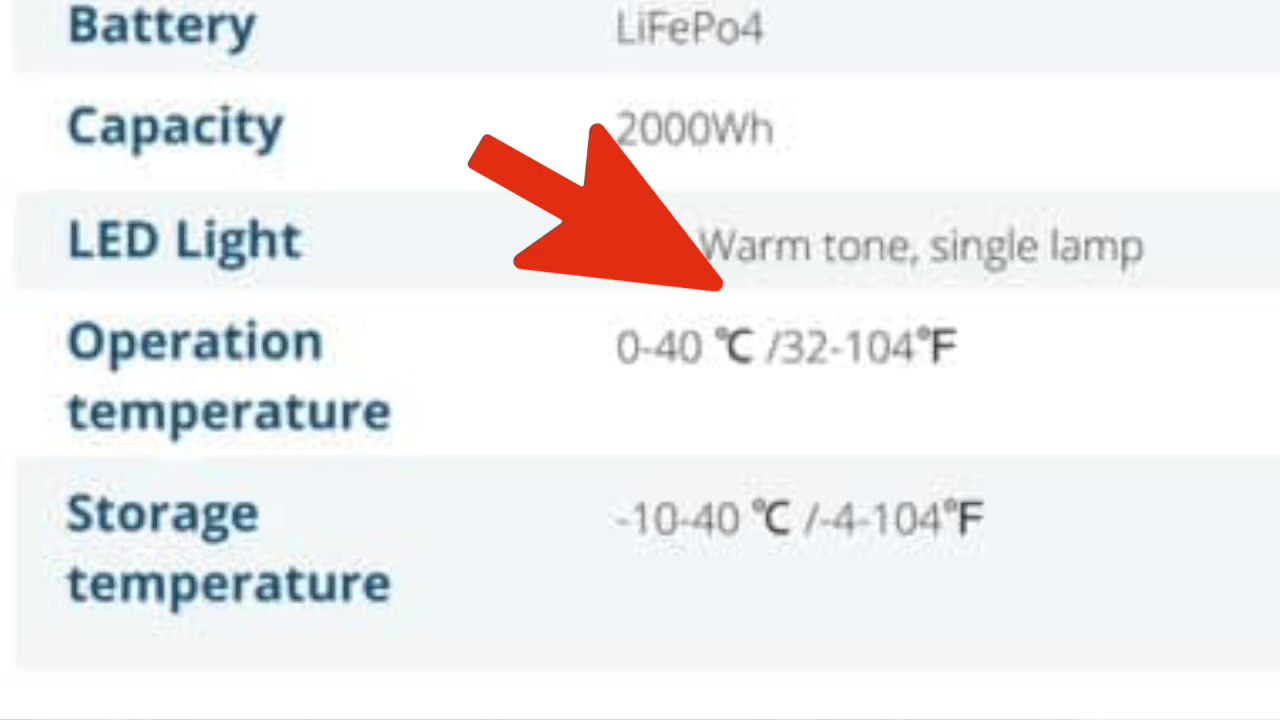 Battery LiFePo4
Capacity 2000Wh
LED Light Warm tone, single lamp
Operation 0-40 ℃ /32-104℉
temperature
Storage -10-40 ℃ /-4-104℉
temperature